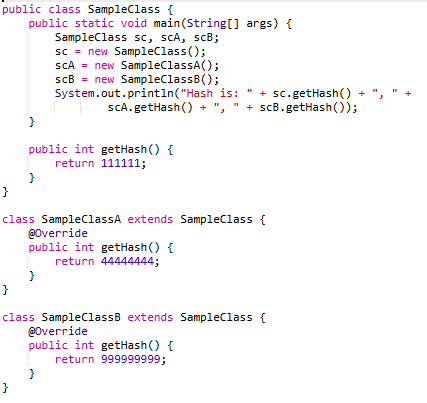 public class SampleClass {
    public static void main(String[] args) {
        SampleClass sc, scA, scB;
        sc = new SampleClass();
        scA = new SampleClassA();
        scB = new SampleClassB();
        System.out.println("Hash is: " + sc.getHash() + ", " +
                scA.getHash() + ", " + scB.getHash());
    }

    public int getHash() {
        return 111111;
    }
}

class SampleClassA extends SampleClass {
    @Override
    public int getHash() {
        return 44444444;
    }
}

class SampleClassB extends SampleClass {
    @Override
    public int getHash() {
        return 999999999;
    }
}